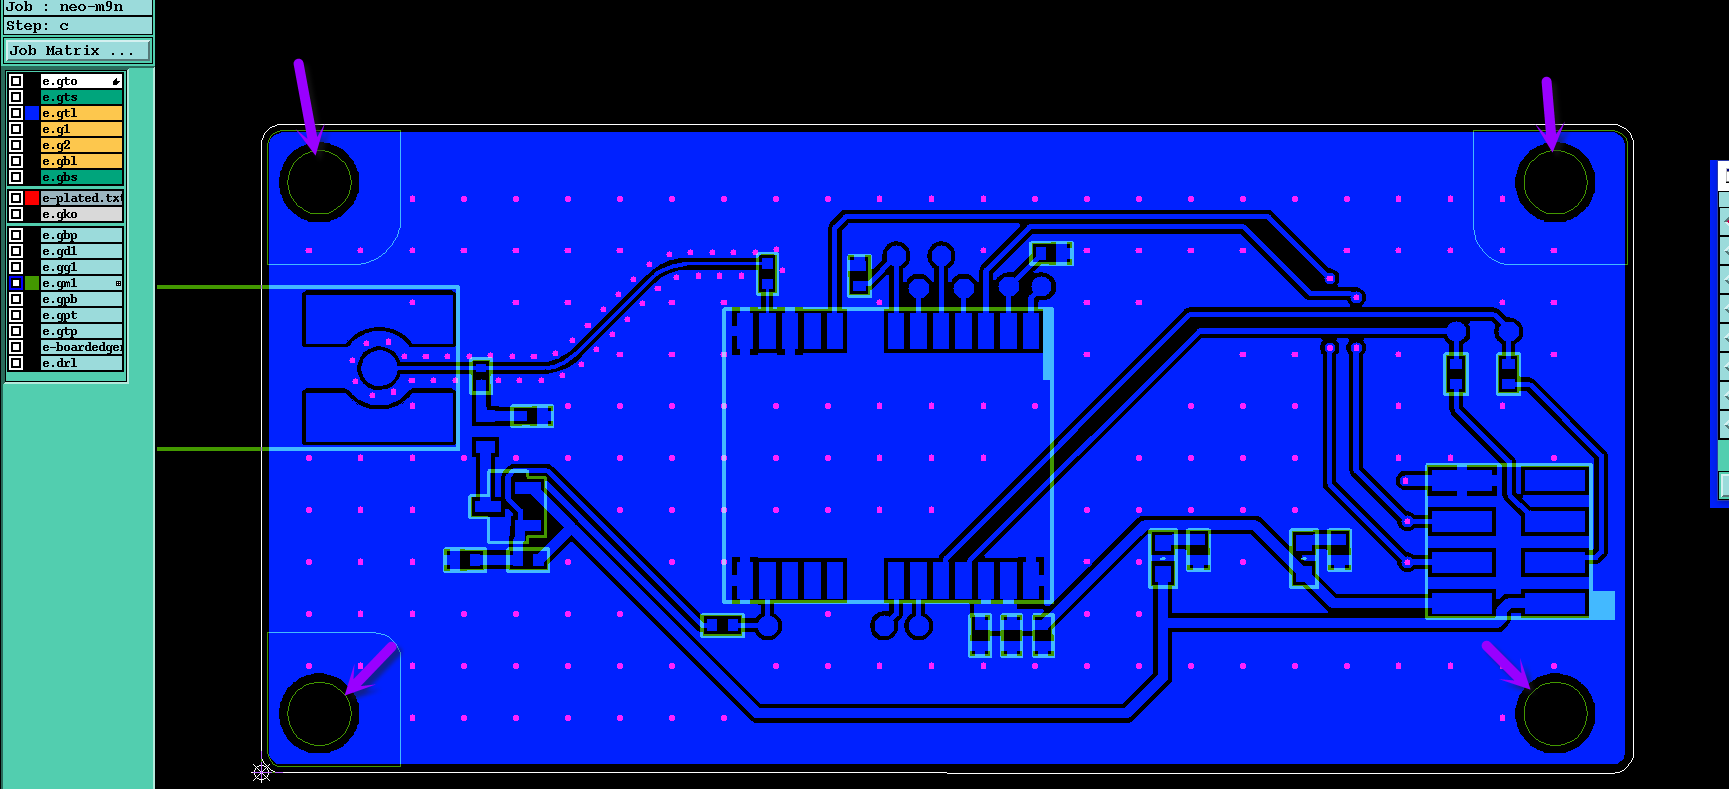 Job : neo-m9n
Step: c
Job Matrix ...
e.gto
e.gts
e.gtl
e.g1
e.g2
e.gbl
e.gbs
e-plated.txt
e.gko
e.gbp
e.gd1
e.gg1
e.gm1
e.gpb
e.gpt
e.gtp
e-boardedge
e.drl